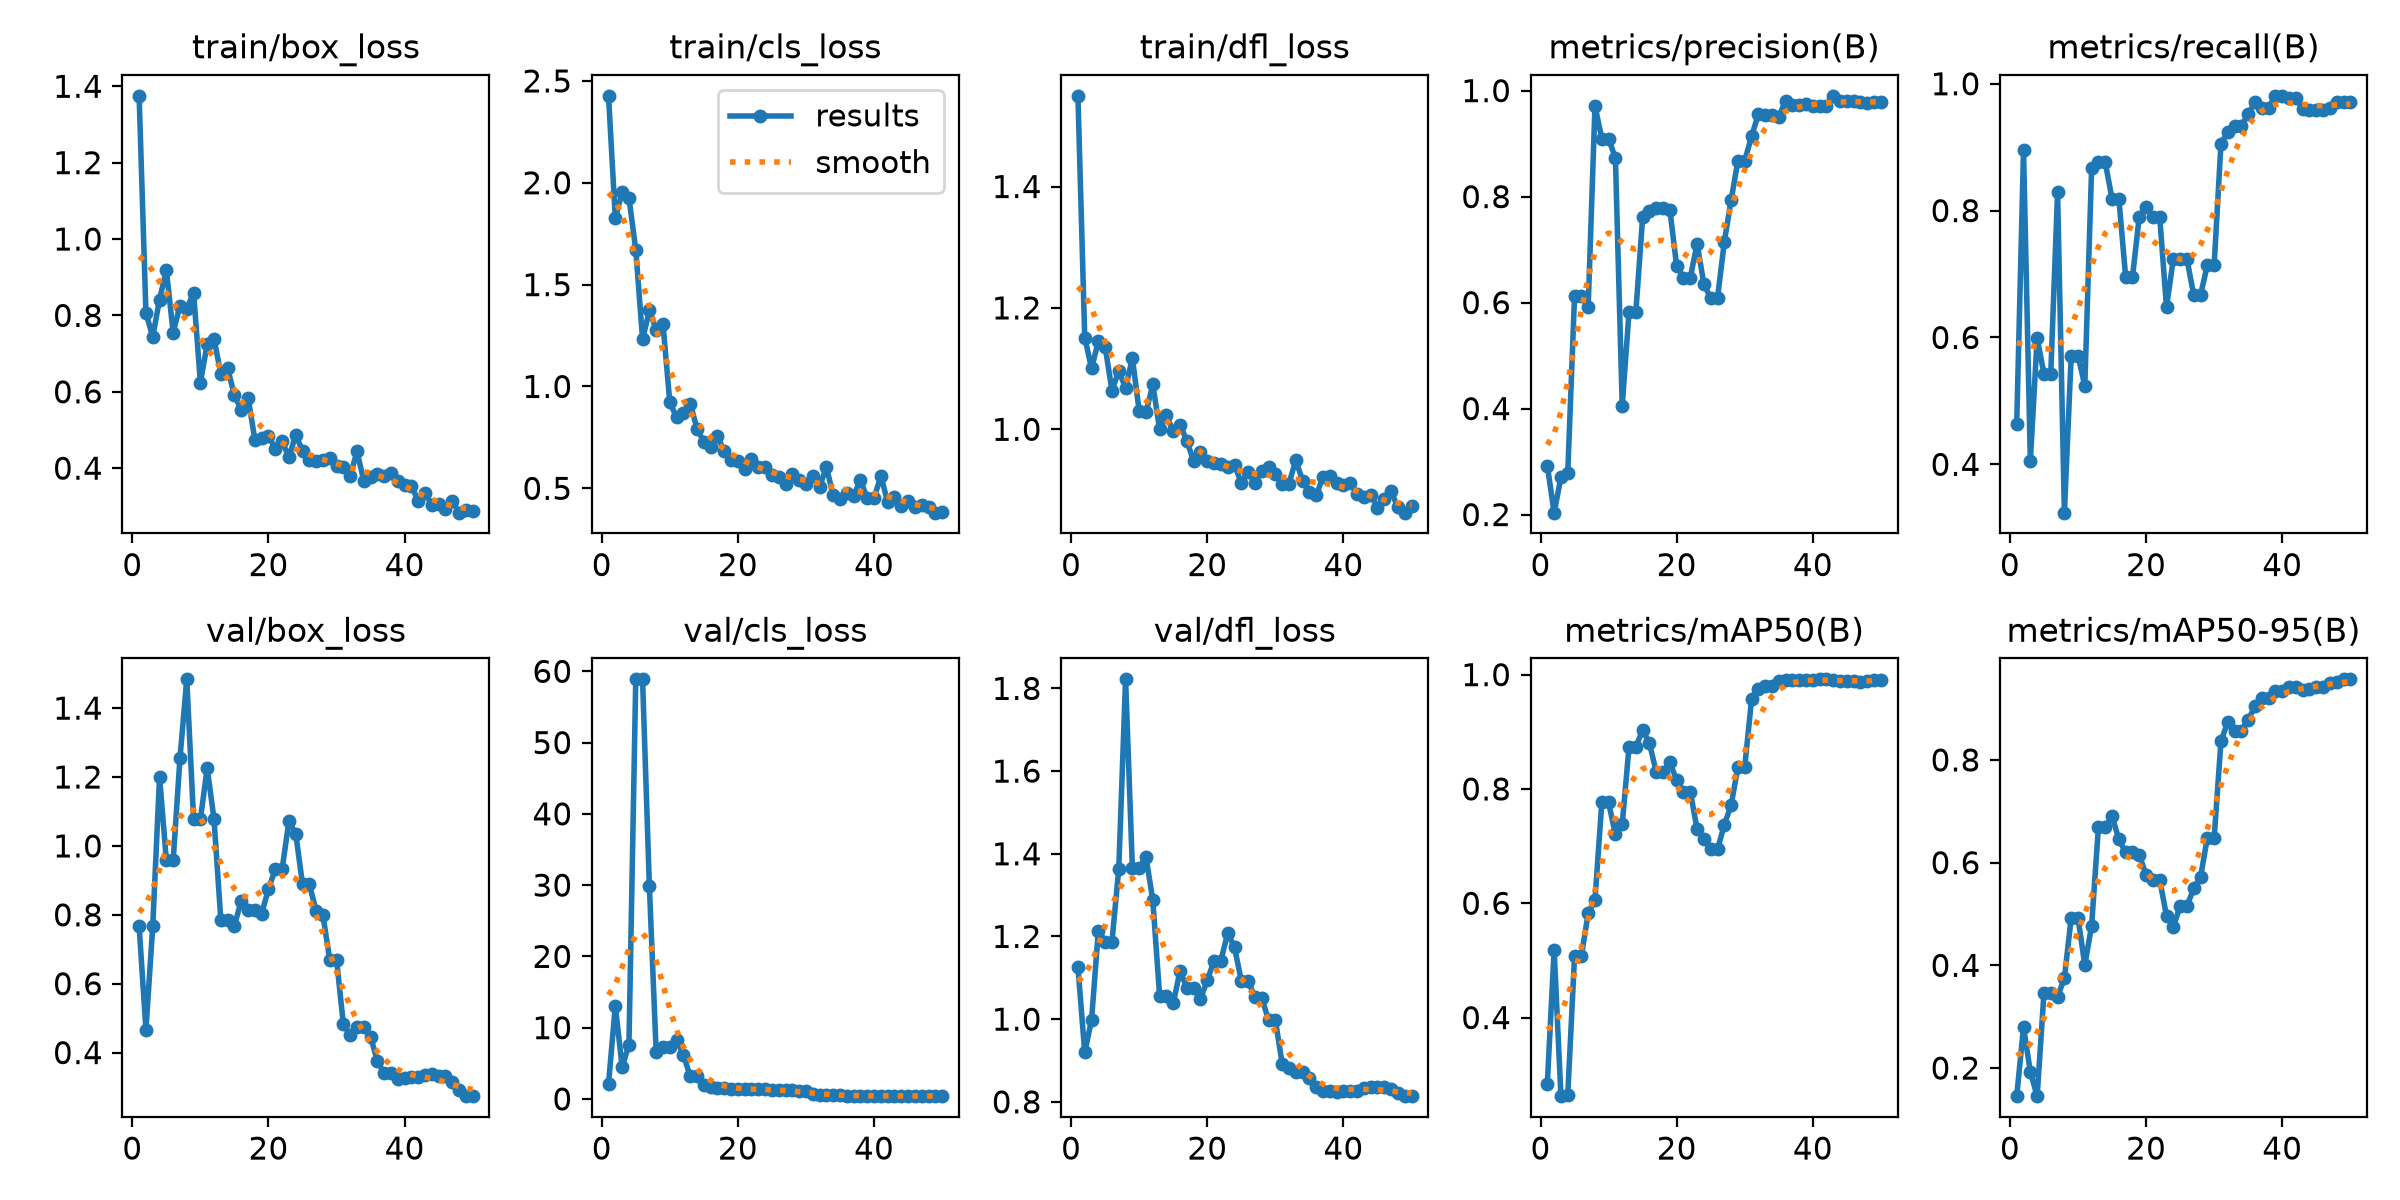 train/box_loss
1.4
1.2
1.0
0.8
0.6
0.4
0 20 40
train/cls_loss
results
smooth
2.5
2.0
1.5
1.0
0.5
0 20 40
train/dfl_loss
1.4
1.2
1.0
0 20 40
metrics/precision(B)
1.0
0.8
0.6
0.4
0.2
0 20 40
metrics/recall(B)
1.0
0.8
0.6
0.4
0 20 40
val/box_loss
1.4
1.2
1.0
0.8
0.6
0.4
0 20 40
val/cls_loss
60
50
40
30
20
10
0
0 20 40
val/dfl_loss
1.8
1.6
1.4
1.2
1.0
0.8
0 20 40
metrics/mAP50(B)
1.0
0.8
0.6
0.4
0 20 40
metrics/mAP50-95(B)
0.8
0.6
0.4
0.2
0 20 40